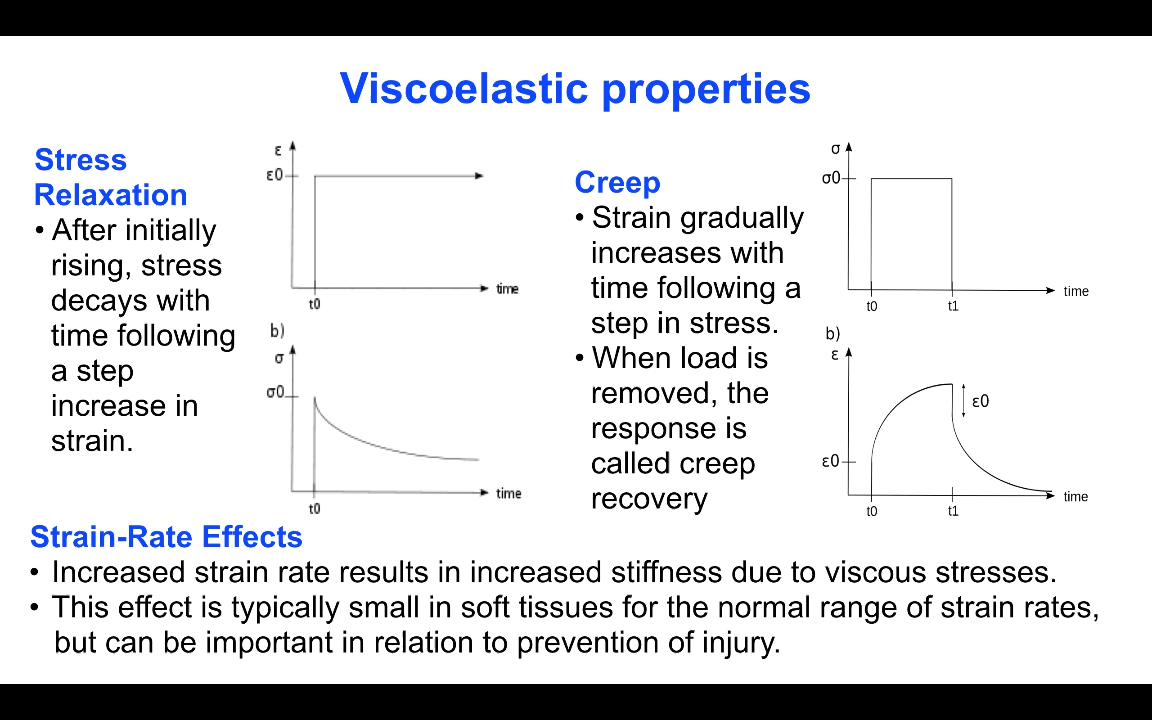 Viscoelastic properties
Stress
Relaxation
• After initially
rising, stress
decays with
time following
a step
increase in
strain.
ε
ε0
time
t0
b)
σ
σ0
time
t0
Creep
• Strain gradually
increases with
time following a
step in stress.
• When load is
removed, the
response is
called creep
recovery
σ
σ0
time
t0
t1
b)
ε
ε0
ε0
time
t0
t1
Strain-Rate Effects
• Increased strain rate results in increased stiffness due to viscous stresses.
• This effect is typically small in soft tissues for the normal range of strain rates,
but can be important in relation to prevention of injury.